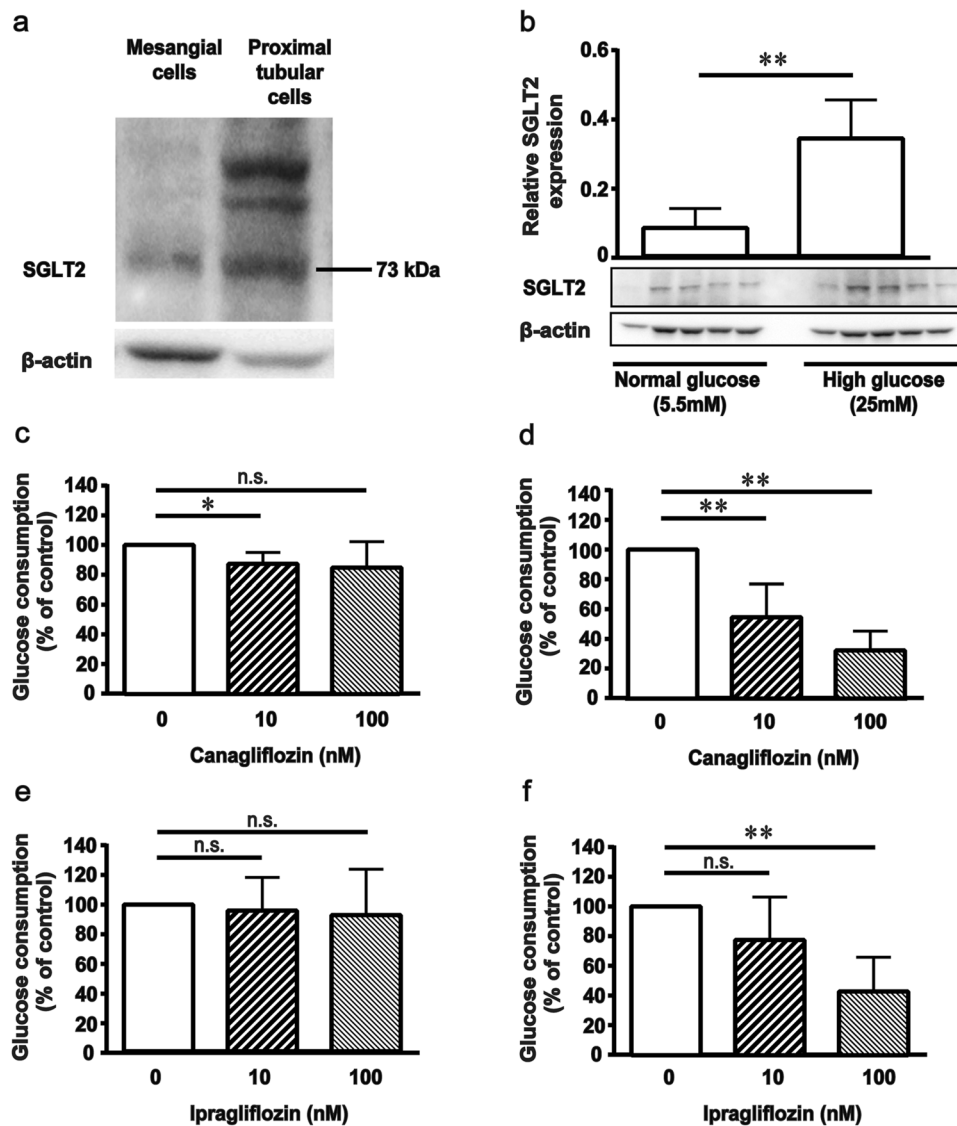 a
Mesangial
cells
Proximal
tubular
cells
SGLT2
73 kDa
β-actin
b
Relative SGLT2
expression
0.6
0.4
0.2
0
**
SGLT2
β-actin
Normal glucose
(5.5mM)
High glucose
(25mM)
c
Glucose consumption
(% of control)
140
120
100
80
60
40
20
0
n.s.
*
0 10 100
Canagliflozin (nM)
d
Glucose consumption
(% of control)
140
120
100
80
60
40
20
0
**
**
0 10 100
Canagliflozin (nM)
e
Glucose consumption
(% of control)
140
120
100
80
60
40
20
0
n.s.
n.s.
0 10 100
Ipragliflozin (nM)
f
Glucose consumption
(% of control)
140
120
100
80
60
40
20
0
**
n.s.
0 10 100
Ipragliflozin (nM)